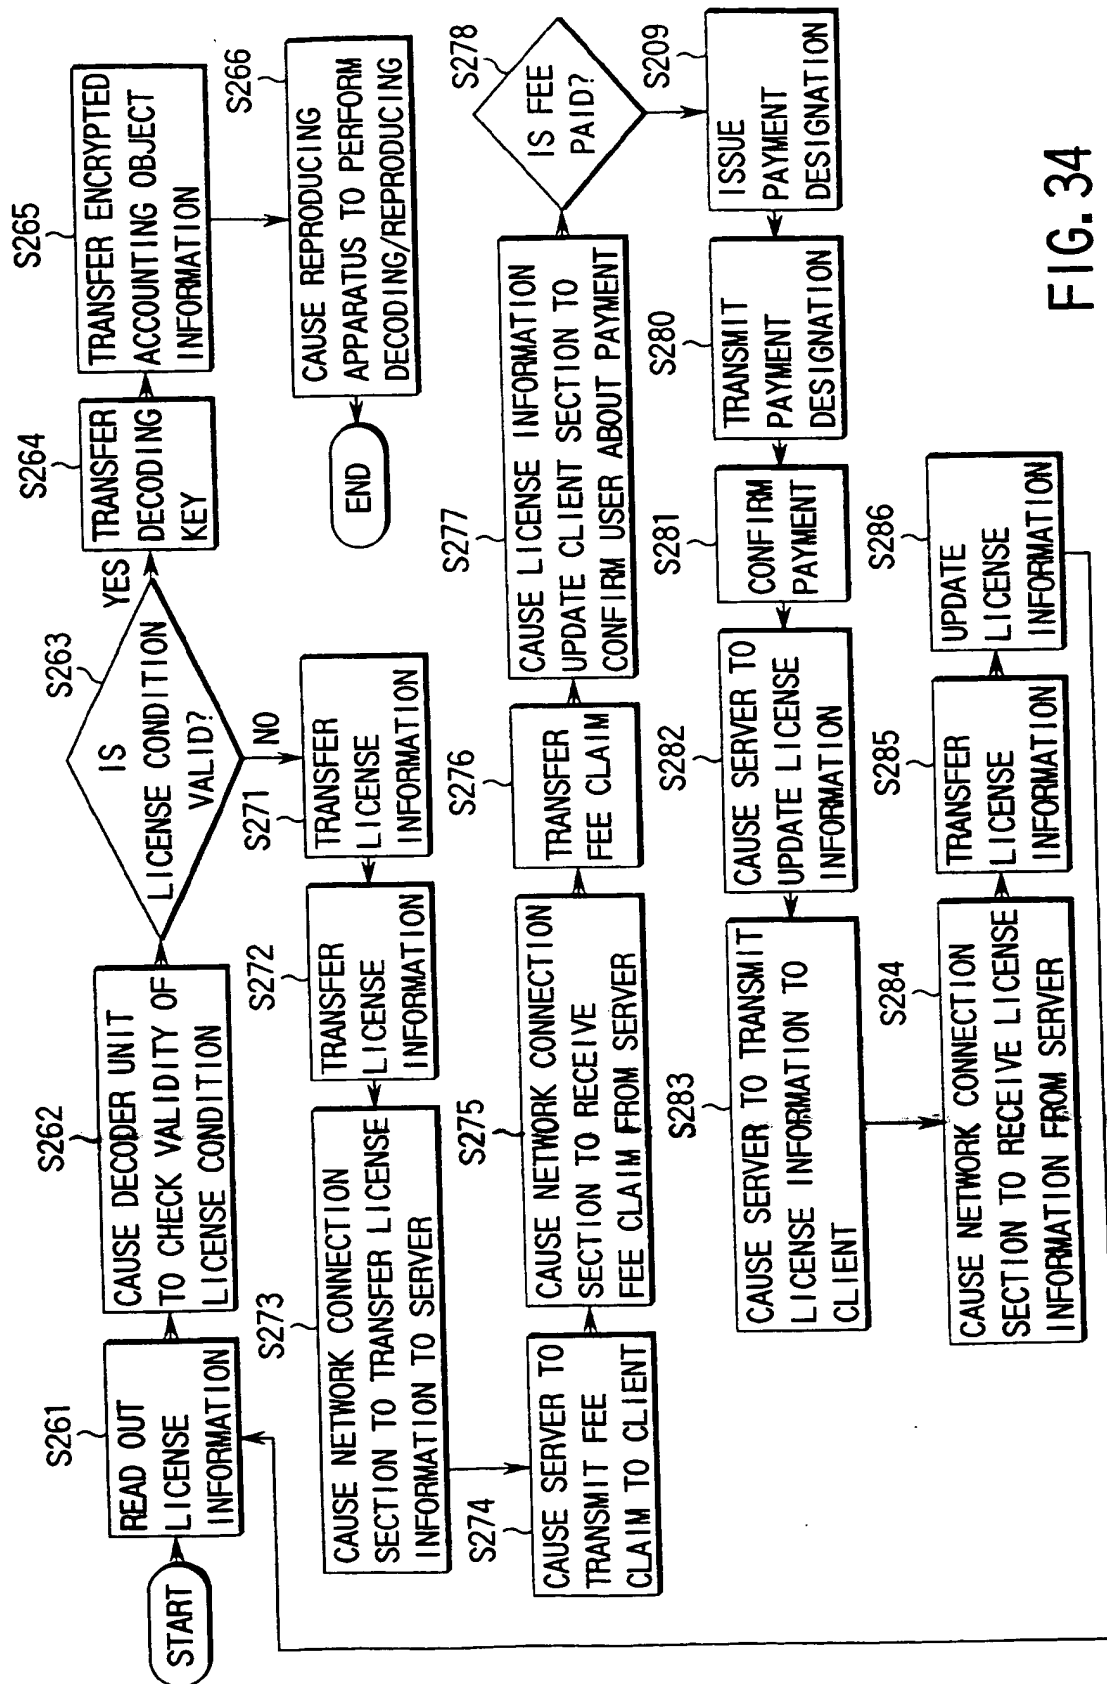 START
S261
READ OUT
LICENSE
INFORMATION
S262
CAUSE DECODER UNIT
TO CHECK VALIDITY OF
LICENSE CONDITION
S263
IS
LICENSE CONDITION
VALID?
YES
NO
S264
TRANSFER
DECODING
KEY
S265
TRANSFER ENCRYPTED
ACCOUNTING OBJECT
INFORMATION
S266
CAUSE REPRODUCING
APPARATUS TO PERFORM
DECODING/REPRODUCING
END
S271
TRANSFER
LICENSE
INFORMATION
S272
TRANSFER
LICENSE
INFORMATION
S273
CAUSE NETWORK CONNECTION
SECTION TO TRANSFER LICENSE
INFORMATION TO SERVER
S274
CAUSE SERVER TO
TRANSMIT FEE
CLAIM TO CLIENT
S275
CAUSE NETWORK CONNECTION
SECTION TO RECEIVE
FEE CLAIM FROM SERVER
S276
TRANSFER
FEE CLAIM
S277
CAUSE LICENSE INFORMATION
UPDATE CLIENT SECTION TO
CONFIRM USER ABOUT PAYMENT
S278
IS FEE
PAID?
S209
ISSUE
PAYMENT
DESIGNATION
S280
TRANSMIT
PAYMENT
DESIGNATION
S281
CONFIRM
PAYMENT
S282
CAUSE SERVER TO
UPDATE LICENSE
INFORMATION
S283
CAUSE SERVER TO TRANSMIT
LICENSE INFORMATION TO
CLIENT
S284
CAUSE NETWORK CONNECTION
SECTION TO RECEIVE LICENSE
INFORMATION FROM SERVER
S285
TRANSFER
LICENSE
INFORMATION
S286
UPDATE
LICENSE
INFORMATION
FIG. 34